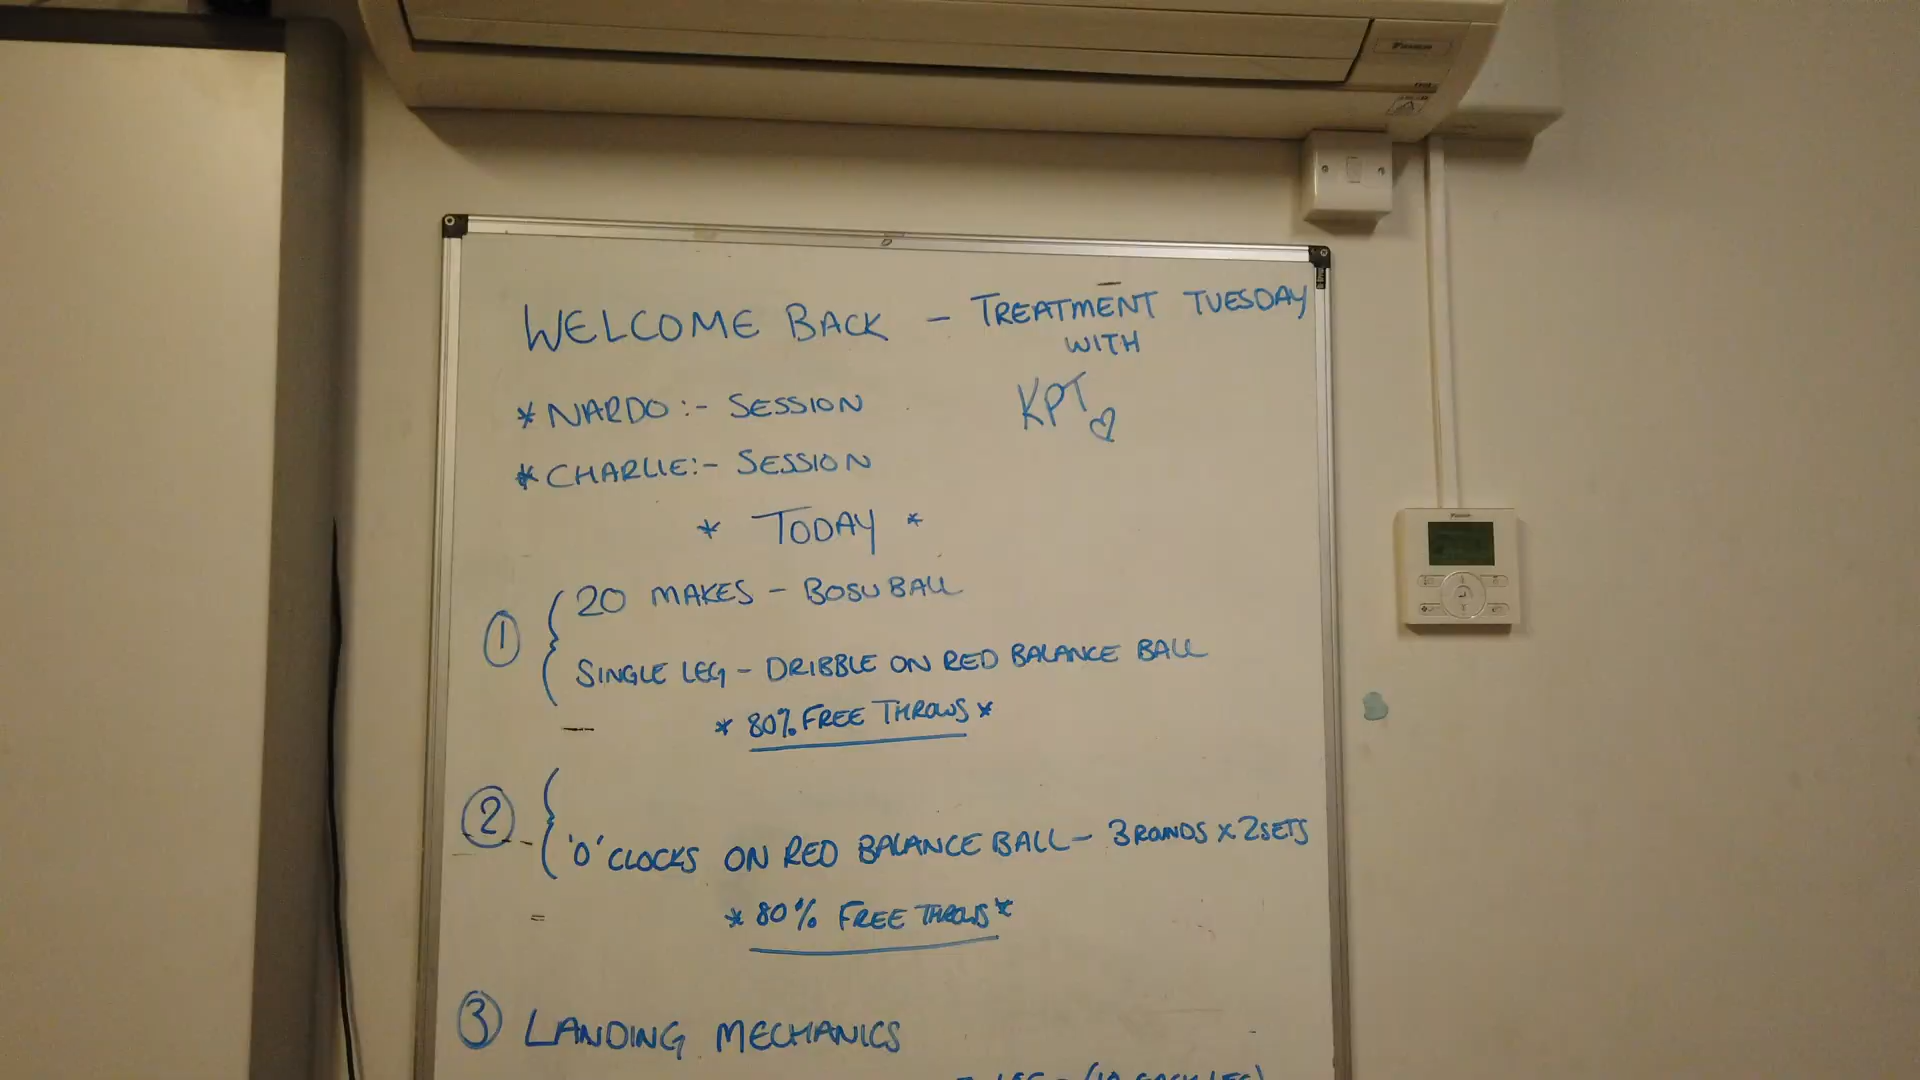 WELCOME BACK - TREATMENT TUESDAY
WITH
KPT
* NARDO :- SESSION
* CHARLIE :- SESSION
* TODAY *
① 20 MAKES - BOSU BALL
SINGLE LEG - DRIBBLE ON RED BALANCE BALL
* 80% FREE THROWS *
② 'O' CLOCKS ON RED BALANCE BALL - 3 ROUNDS X 2 SETS
* 80% FREE THROWS *
③ LANDING MECHANICS